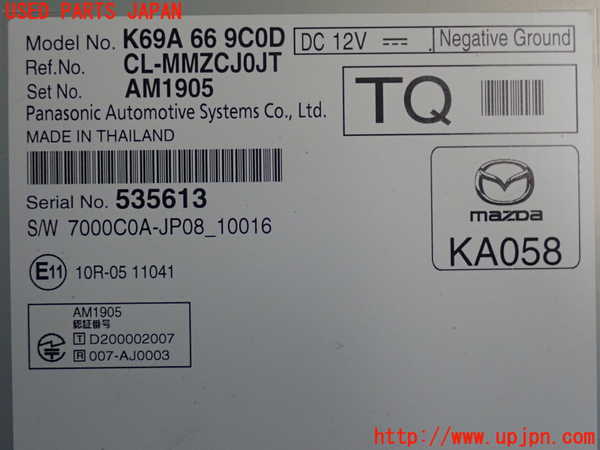 USED PARTS JAPAN
Model No. K69A 66 9C0D
DC 12V
Negative Ground
Ref.No. CL-MMZCJ0JT
Set No. AM1905
Panasonic Automotive Systems Co., Ltd.
TQ
MADE IN THAILAND
Serial No. 535613
mazda
S/W 7000C0A-JP08_10016
KA058
E11 10R-05 11041
AM1905
認証番号
T D200002007
R 007-AJ0003
U-PARTS
www.upjpn.com